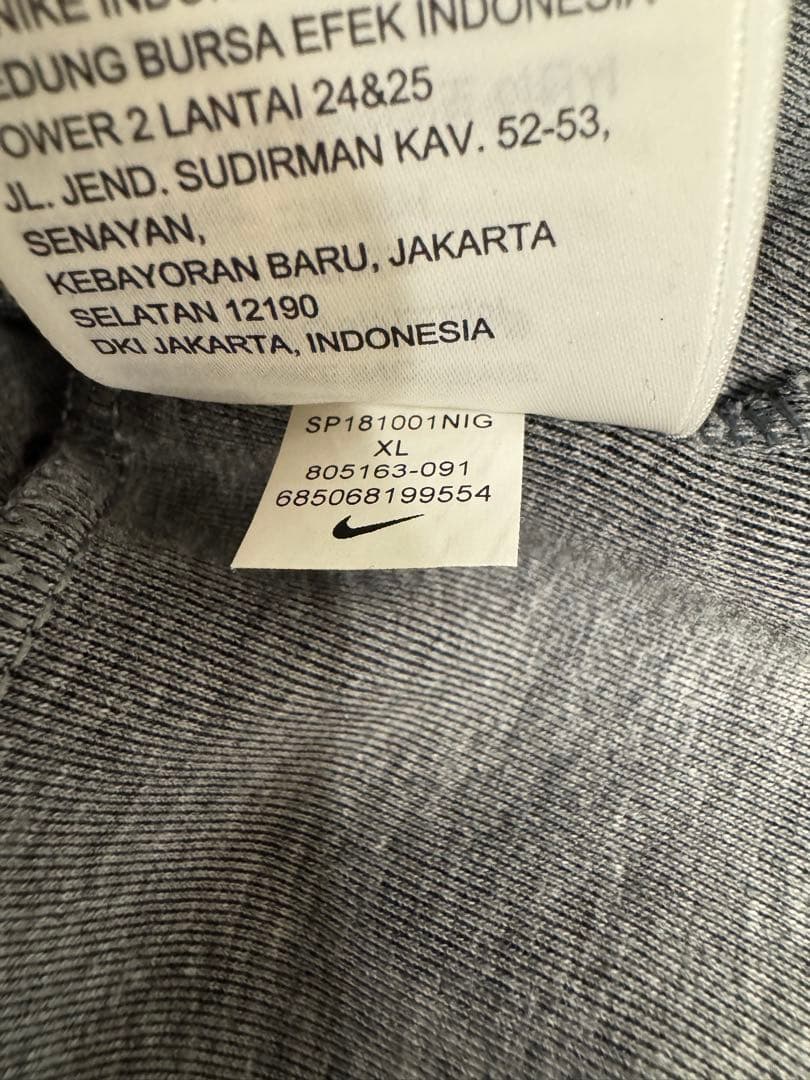 NIKE
EDUNG BURSA EFEK INDONESIA
OWER 2 LANTAI 24&25
JL. JEND. SUDIRMAN KAV. 52-53,
SENAYAN,
KEBAYORAN BARU, JAKARTA
SELATAN 12190
DKI JAKARTA, INDONESIA
SP181001NIG
XL
805163-091
685068199554